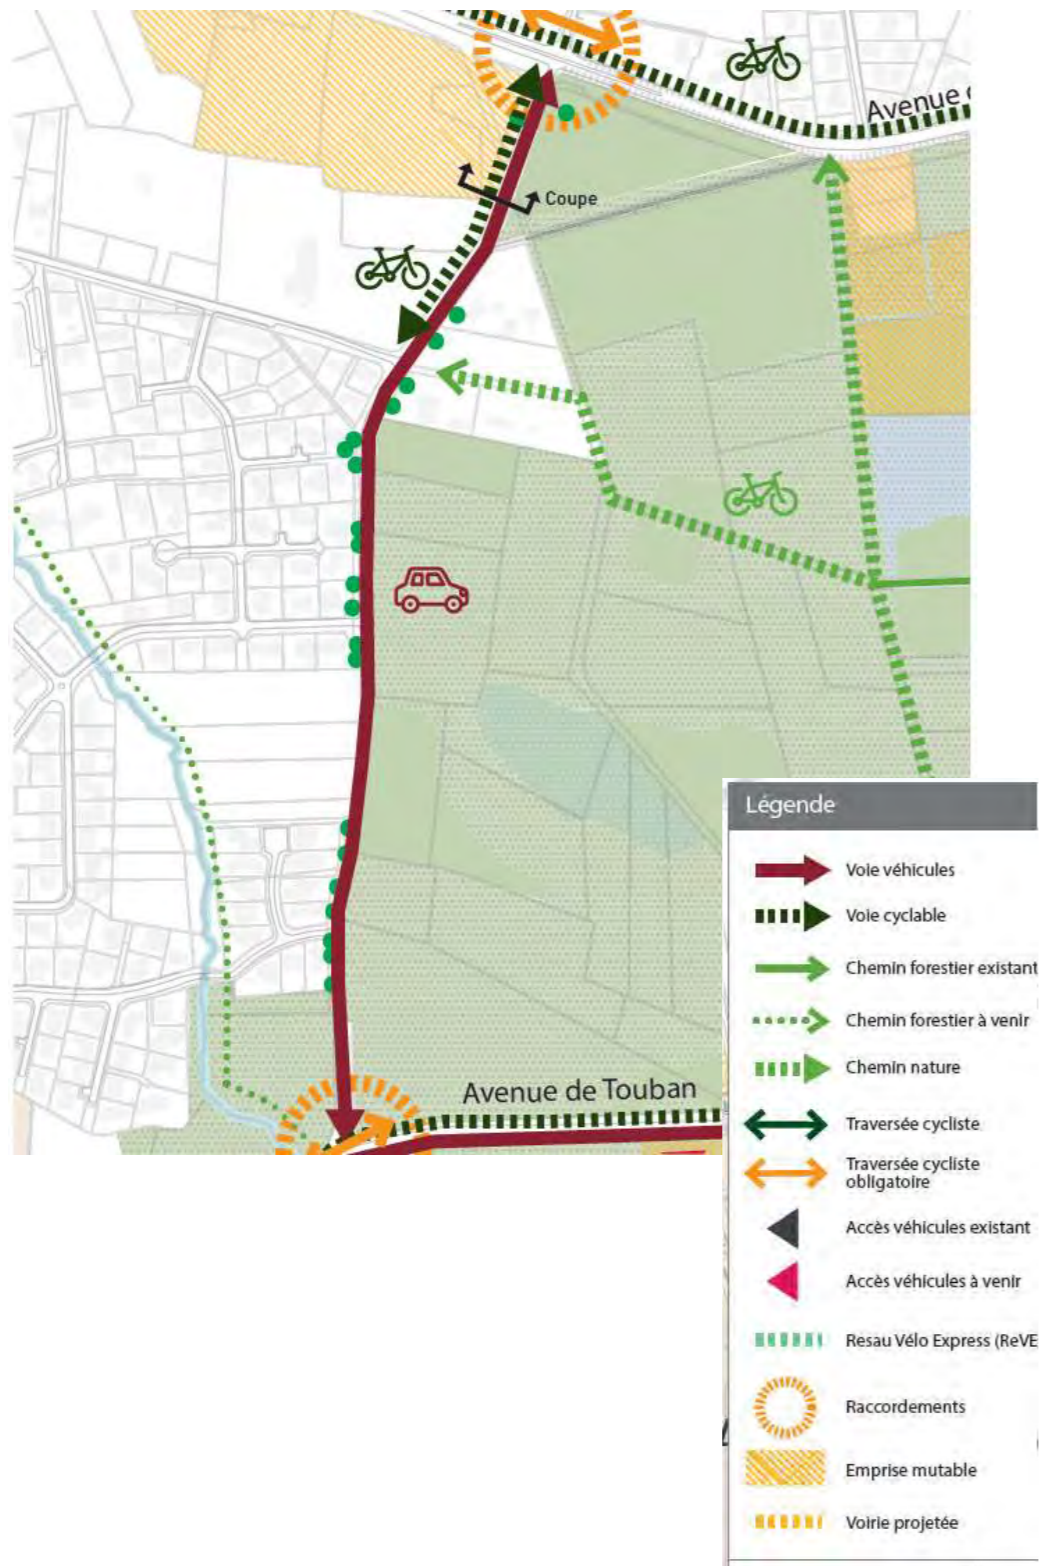 Avenue
Coupe
Avenue de Touban
Légende
Voie véhicules
Voie cyclable
Chemin forestier existant
Chemin forestier à venir
Chemin nature
Traversée cycliste
Traversée cycliste
obligatoire
Accès véhicules existant
Accès véhicules à venir
Resau Vélo Express (ReVE
Raccordements
Emprise mutable
Voirie projetée